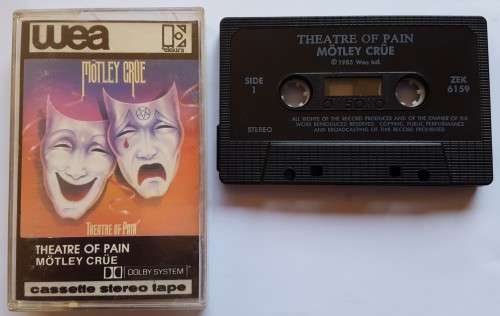 wea
elektra
MÖTLEY CRÜE
THEATRE OF PAIN
THEATRE OF PAIN
MÖTLEY CRÜE
DOLBY SYSTEM
cassette stereo tape
THEATRE OF PAIN
MÖTLEY CRÜE
℗ 1985 Wea Ltd.
SIDE
1
ZEK
6159
STEREO
ALL RIGHTS OF THE RECORD PRODUCER AND OF THE OWNER OF THE
WORK REPRODUCED RESERVED. COPYING, PUBLIC PERFORMANCE
AND BROADCASTING OF THIS RECORD PROHIBITED